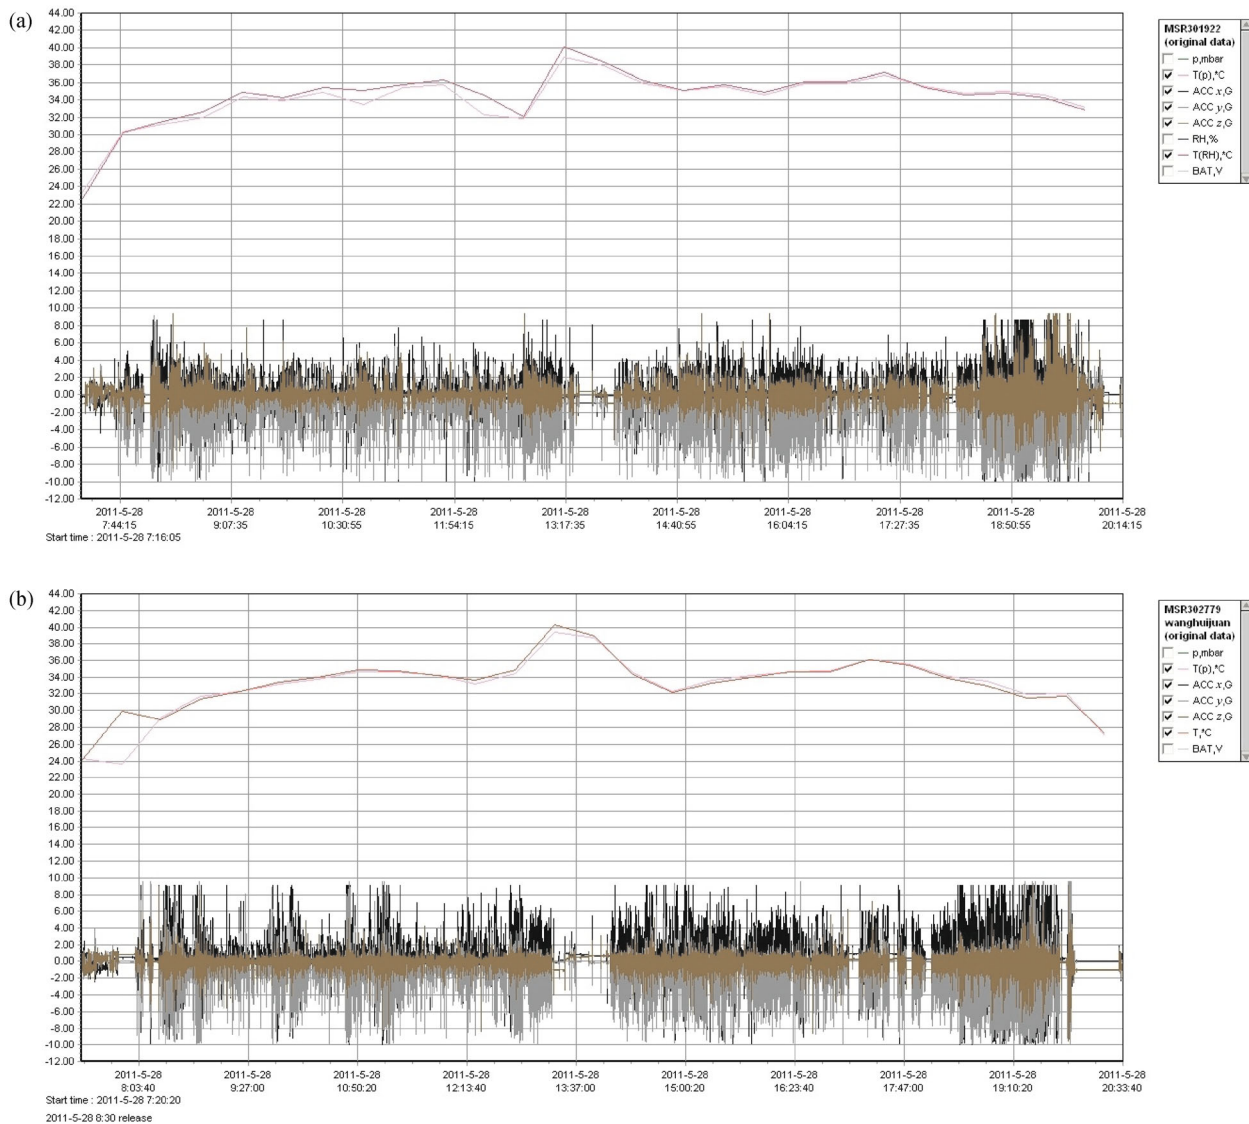 (a)
44.00
42.00
40.00
38.00
36.00
34.00
32.00
30.00
28.00
26.00
24.00
22.00
20.00
18.00
16.00
14.00
12.00
10.00
8.00
6.00
4.00
2.00
0.00
-2.00
-4.00
-6.00
-8.00
-10.00
-12.00
2011-5-28 2011-5-28 2011-5-28 2011-5-28 2011-5-28 2011-5-28 2011-5-28 2011-5-28 2011-5-28 2011-5-28
7:44:15 9:07:35 10:30:55 11:54:15 13:17:35 14:40:55 16:04:15 17:27:35 18:50:55 20:14:15
Start time : 2011-5-28 7:16:05
MSR301922
(original data)
p,mbar
T(p),*C
ACC x,G
ACC y,G
ACC z,G
RH,%
T(RH),*C
BAT,V
(b)
44.00
42.00
40.00
38.00
36.00
34.00
32.00
30.00
28.00
26.00
24.00
22.00
20.00
18.00
16.00
14.00
12.00
10.00
8.00
6.00
4.00
2.00
0.00
-2.00
-4.00
-6.00
-8.00
-10.00
-12.00
2011-5-28 2011-5-28 2011-5-28 2011-5-28 2011-5-28 2011-5-28 2011-5-28 2011-5-28 2011-5-28 2011-5-28
8:03:40 9:27:00 10:50:20 12:13:40 13:37:00 15:00:20 16:23:40 17:47:00 19:10:20 20:33:40
Start time : 2011-5-28 7:20:20
2011-5-28 8:30 release
MSR302779
wanghuijuan
(original data)
p,mbar
T(p),*C
ACC x,G
ACC y,G
ACC z,G
T,*C
BAT,V